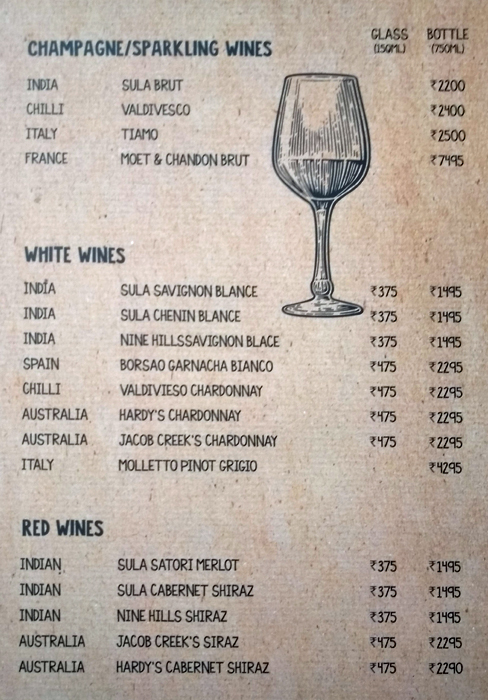 GLASS BOTTLE
CHAMPAGNE/SPARKLING WINES (150ML) (750ML)
INDIA SULA BRUT ₹2200
CHILLI VALDIVESCO ₹2400
ITALY TIAMO ₹2500
FRANCE MOET & CHANDON BRUT ₹7495
WHITE WINES
INDIA SULA SAVIGNON BLANCE ₹375 ₹1495
INDIA SULA CHENIN BLANCE ₹375 ₹1495
INDIA NINE HILLSSAVIGNON BLACE ₹375 ₹1495
SPAIN BORSAO GARNACHA BIANCO ₹475 ₹2295
CHILLI VALDIVIESO CHARDONNAY ₹475 ₹2295
AUSTRALIA HARDY'S CHARDONNAY ₹475 ₹2295
AUSTRALIA JACOB CREEK'S CHARDONNAY ₹475 ₹2295
ITALY MOLLETTO PINOT GRIGIO ₹4295
RED WINES
INDIAN SULA SATORI MERLOT ₹375 ₹1495
INDIAN SULA CABERNET SHIRAZ ₹375 ₹1495
INDIAN NINE HILLS SHIRAZ ₹375 ₹1495
AUSTRALIA JACOB CREEK'S SIRAZ ₹475 ₹2295
AUSTRALIA HARDY'S CABERNET SHIRAZ ₹475 ₹2290